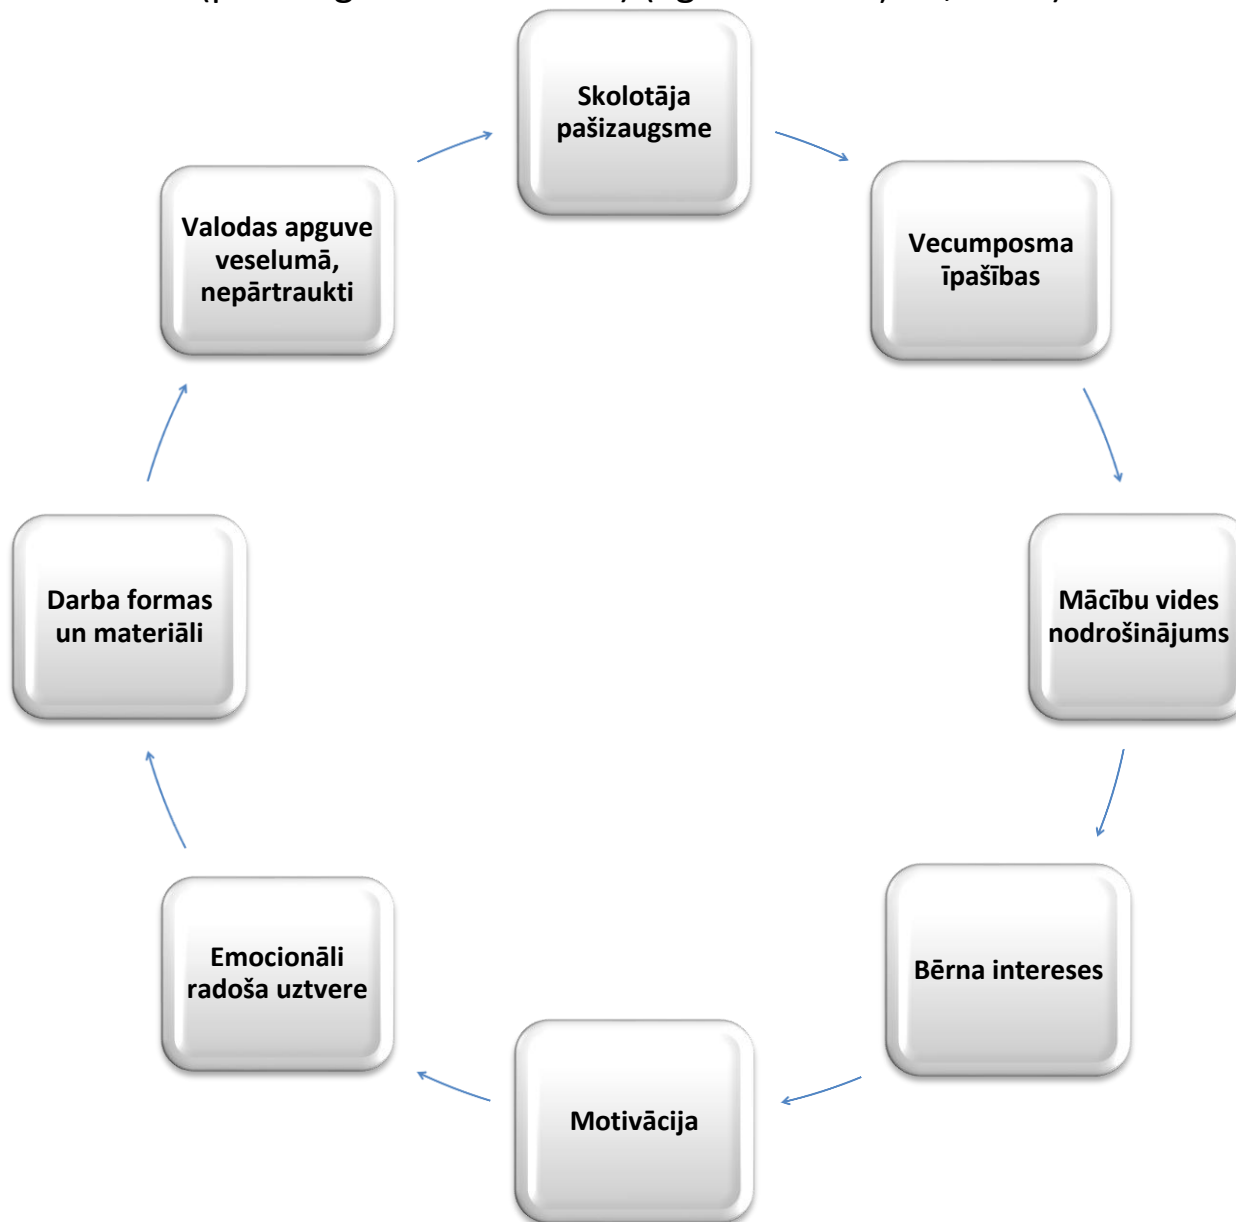 Skolotāja
pašizaugsme
Vecumposma
īpašības
Mācību vides
nodrošinājums
Bērna intereses
Motivācija
Emocionāli
radoša uztvere
Darba formas
un materiāli
Valodas apguve
veselumā,
nepārtraukti